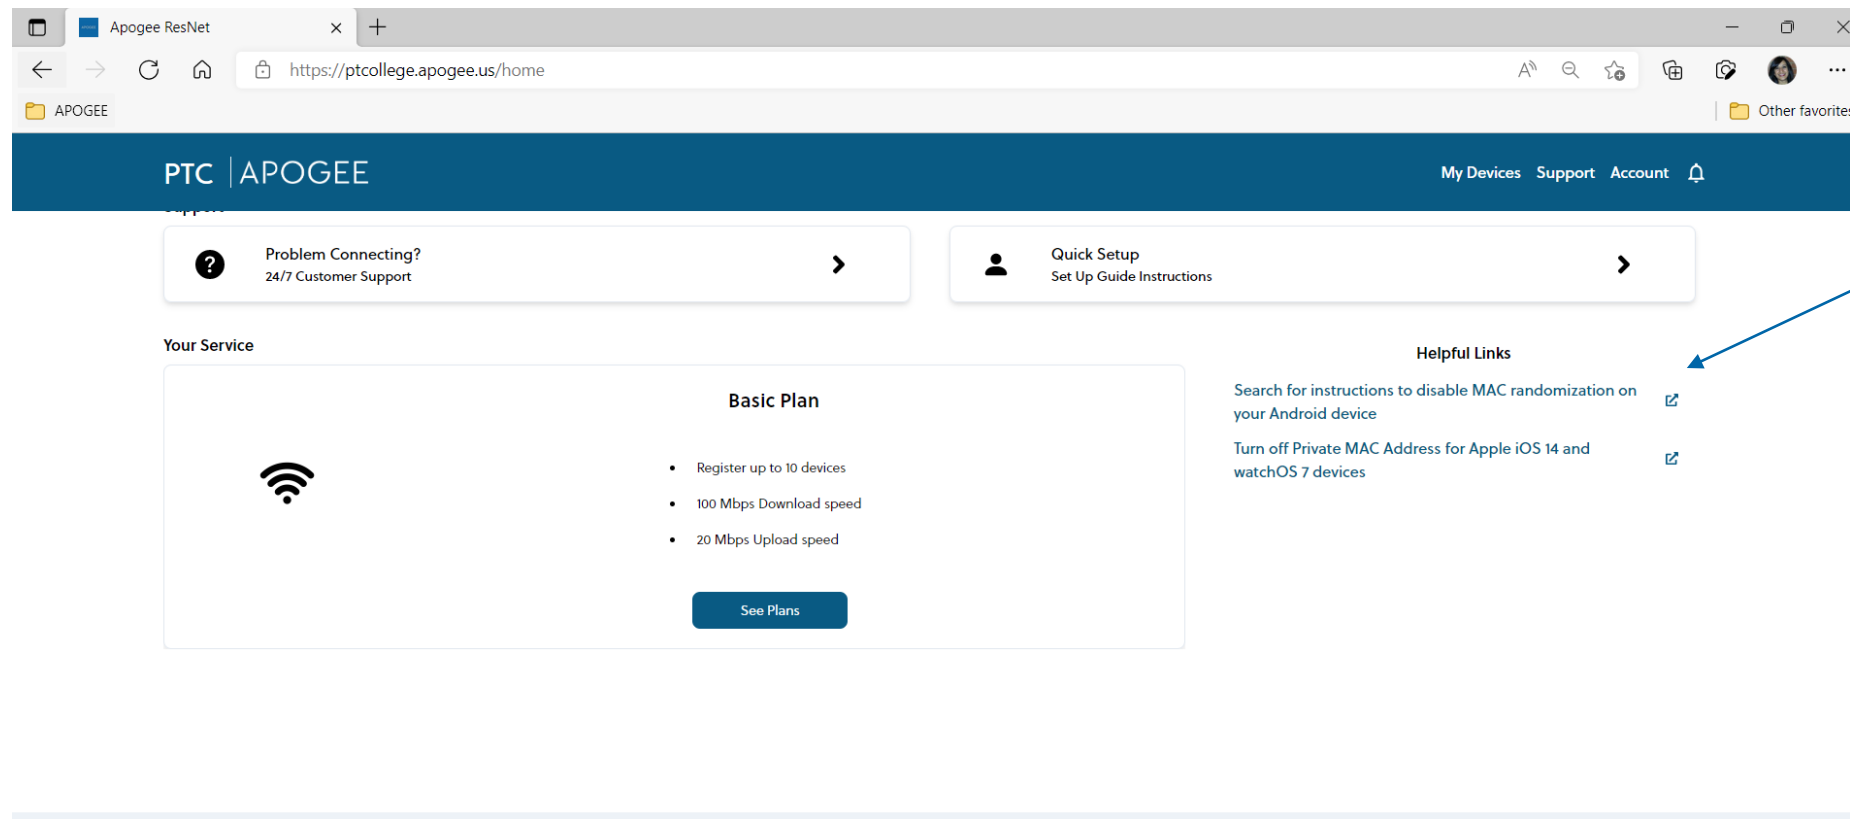 Apogee ResNet
https://ptcollege.apogee.us/home
APOGEE
Other favorites
PTC | APOGEE
My Devices Support Account
Support
Problem Connecting?
24/7 Customer Support
Quick Setup
Set Up Guide Instructions
Your Service
Basic Plan
• Register up to 10 devices
• 100 Mbps Download speed
• 20 Mbps Upload speed
See Plans
Helpful Links
Search for instructions to disable MAC randomization on
your Android device
Turn off Private MAC Address for Apple iOS 14 and
watchOS 7 devices